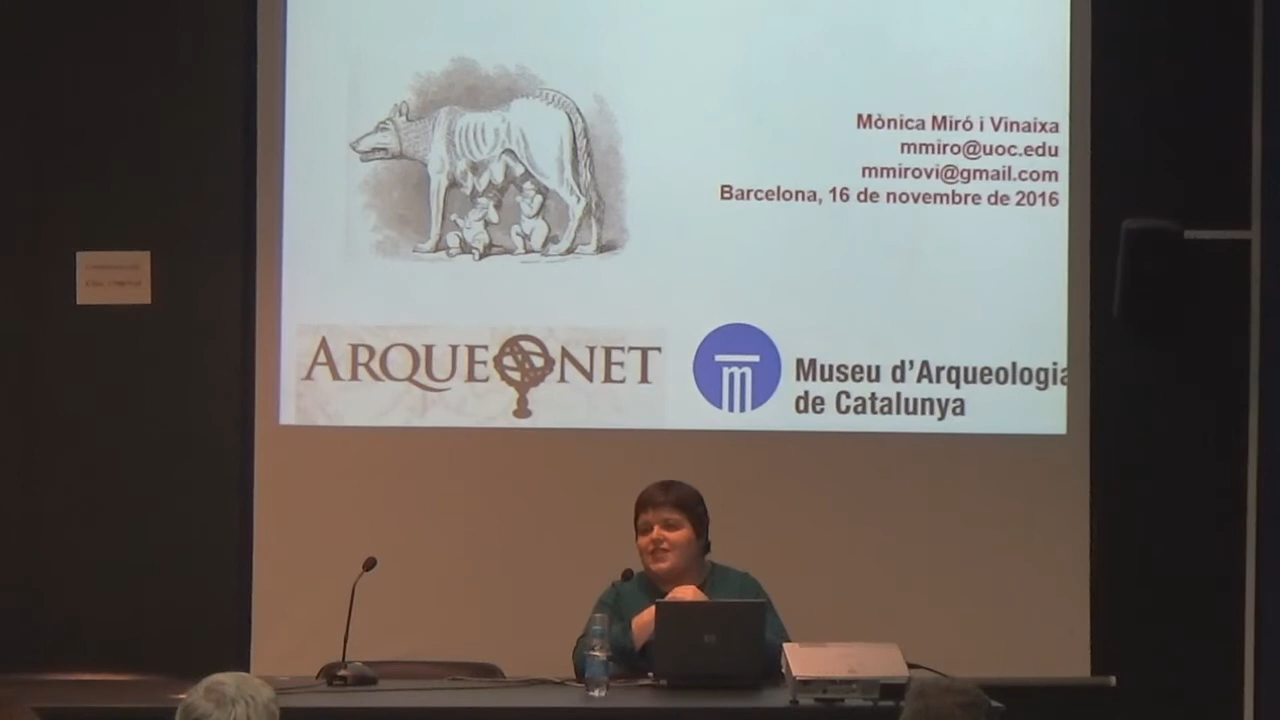 Mònica Miró i Vinaixa
mmiro@uoc.edu
mmirovi@gmail.com
Barcelona, 16 de novembre de 2016
ARQUEONET
m
Museu d'Arqueologia
de Catalunya
hp